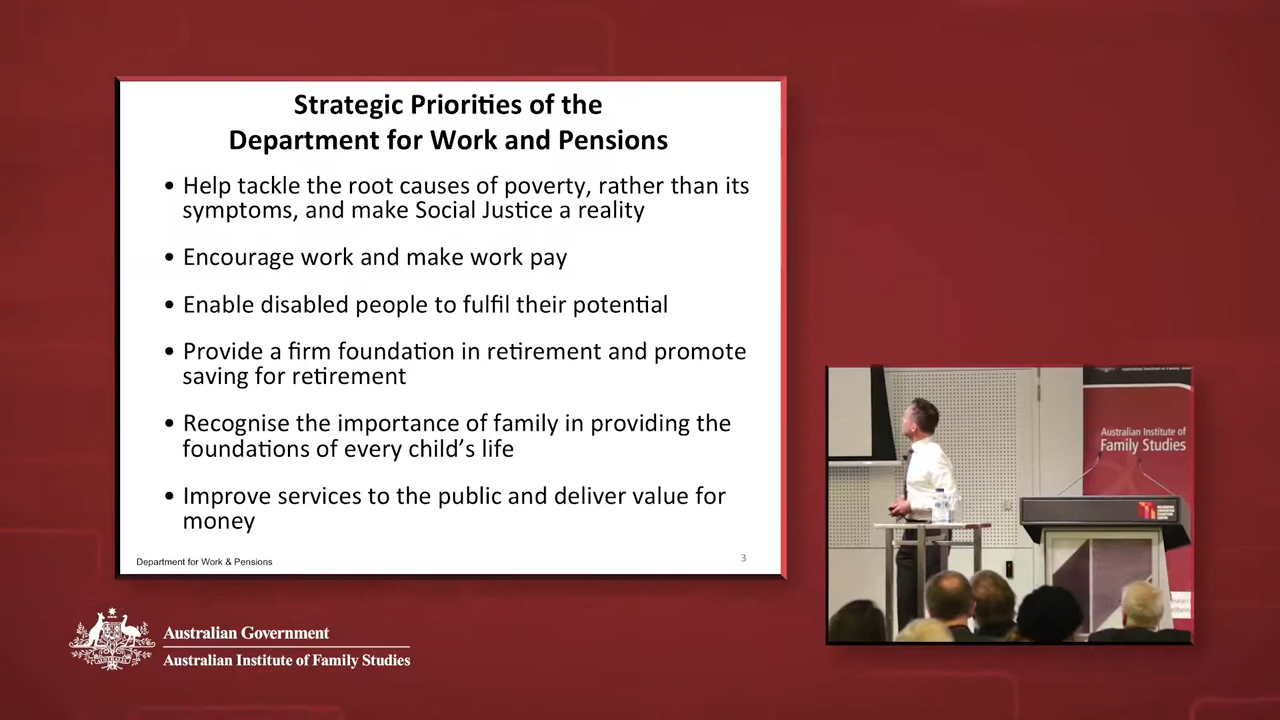 Strategic Priorities of the
Department for Work and Pensions
• Help tackle the root causes of poverty, rather than its
symptoms, and make Social Justice a reality
• Encourage work and make work pay
• Enable disabled people to fulfil their potential
• Provide a firm foundation in retirement and promote
saving for retirement
• Recognise the importance of family in providing the
foundations of every child’s life
• Improve services to the public and deliver value for
money
Department for Work & Pensions
3
Australian Institute of
Family Studies
Australian Government
Australian Institute of Family Studies